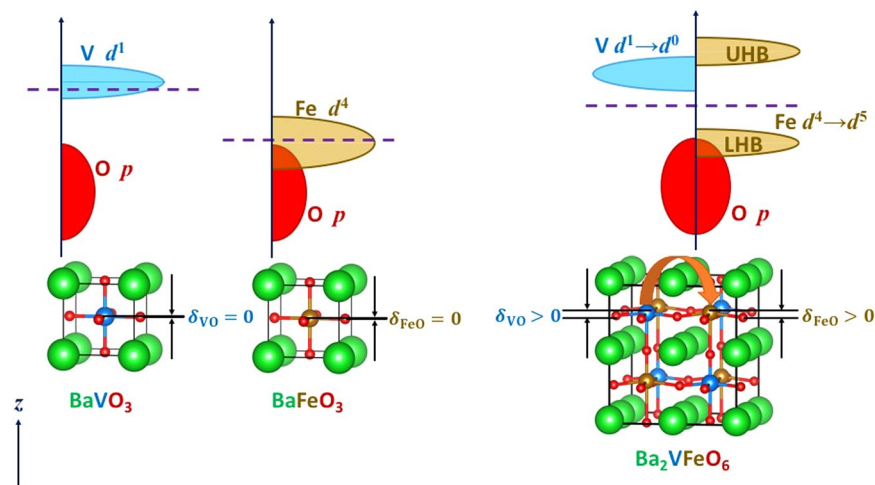 V d¹
Fe d⁴
O p
O p
V d¹→d⁰
UHB
Fe d⁴→d⁵
LHB
O p
δVO = 0
δFeO = 0
δVO > 0
δFeO > 0
BaVO₃
BaFeO₃
Ba₂VFeO₆
z